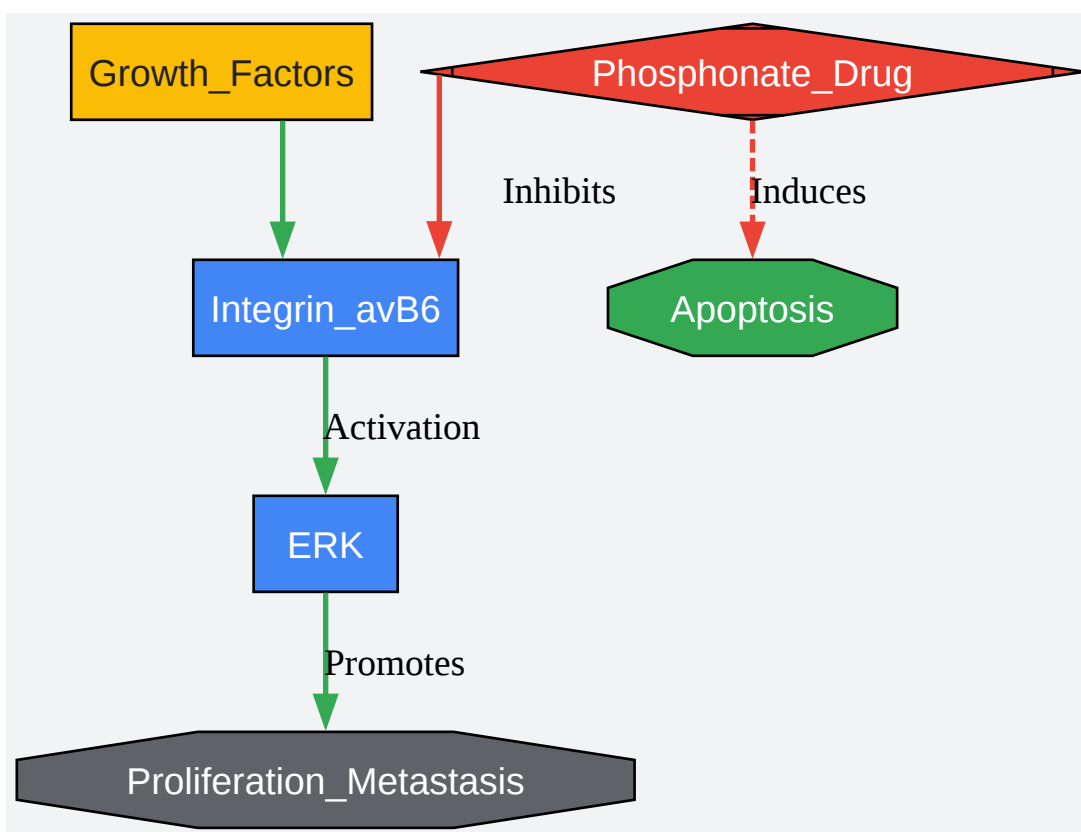 Growth_Factors
Phosphonate_Drug
Inhibits
Induces
Integrin_avB6
Apoptosis
Activation
ERK
Promotes
Proliferation_Metastasis